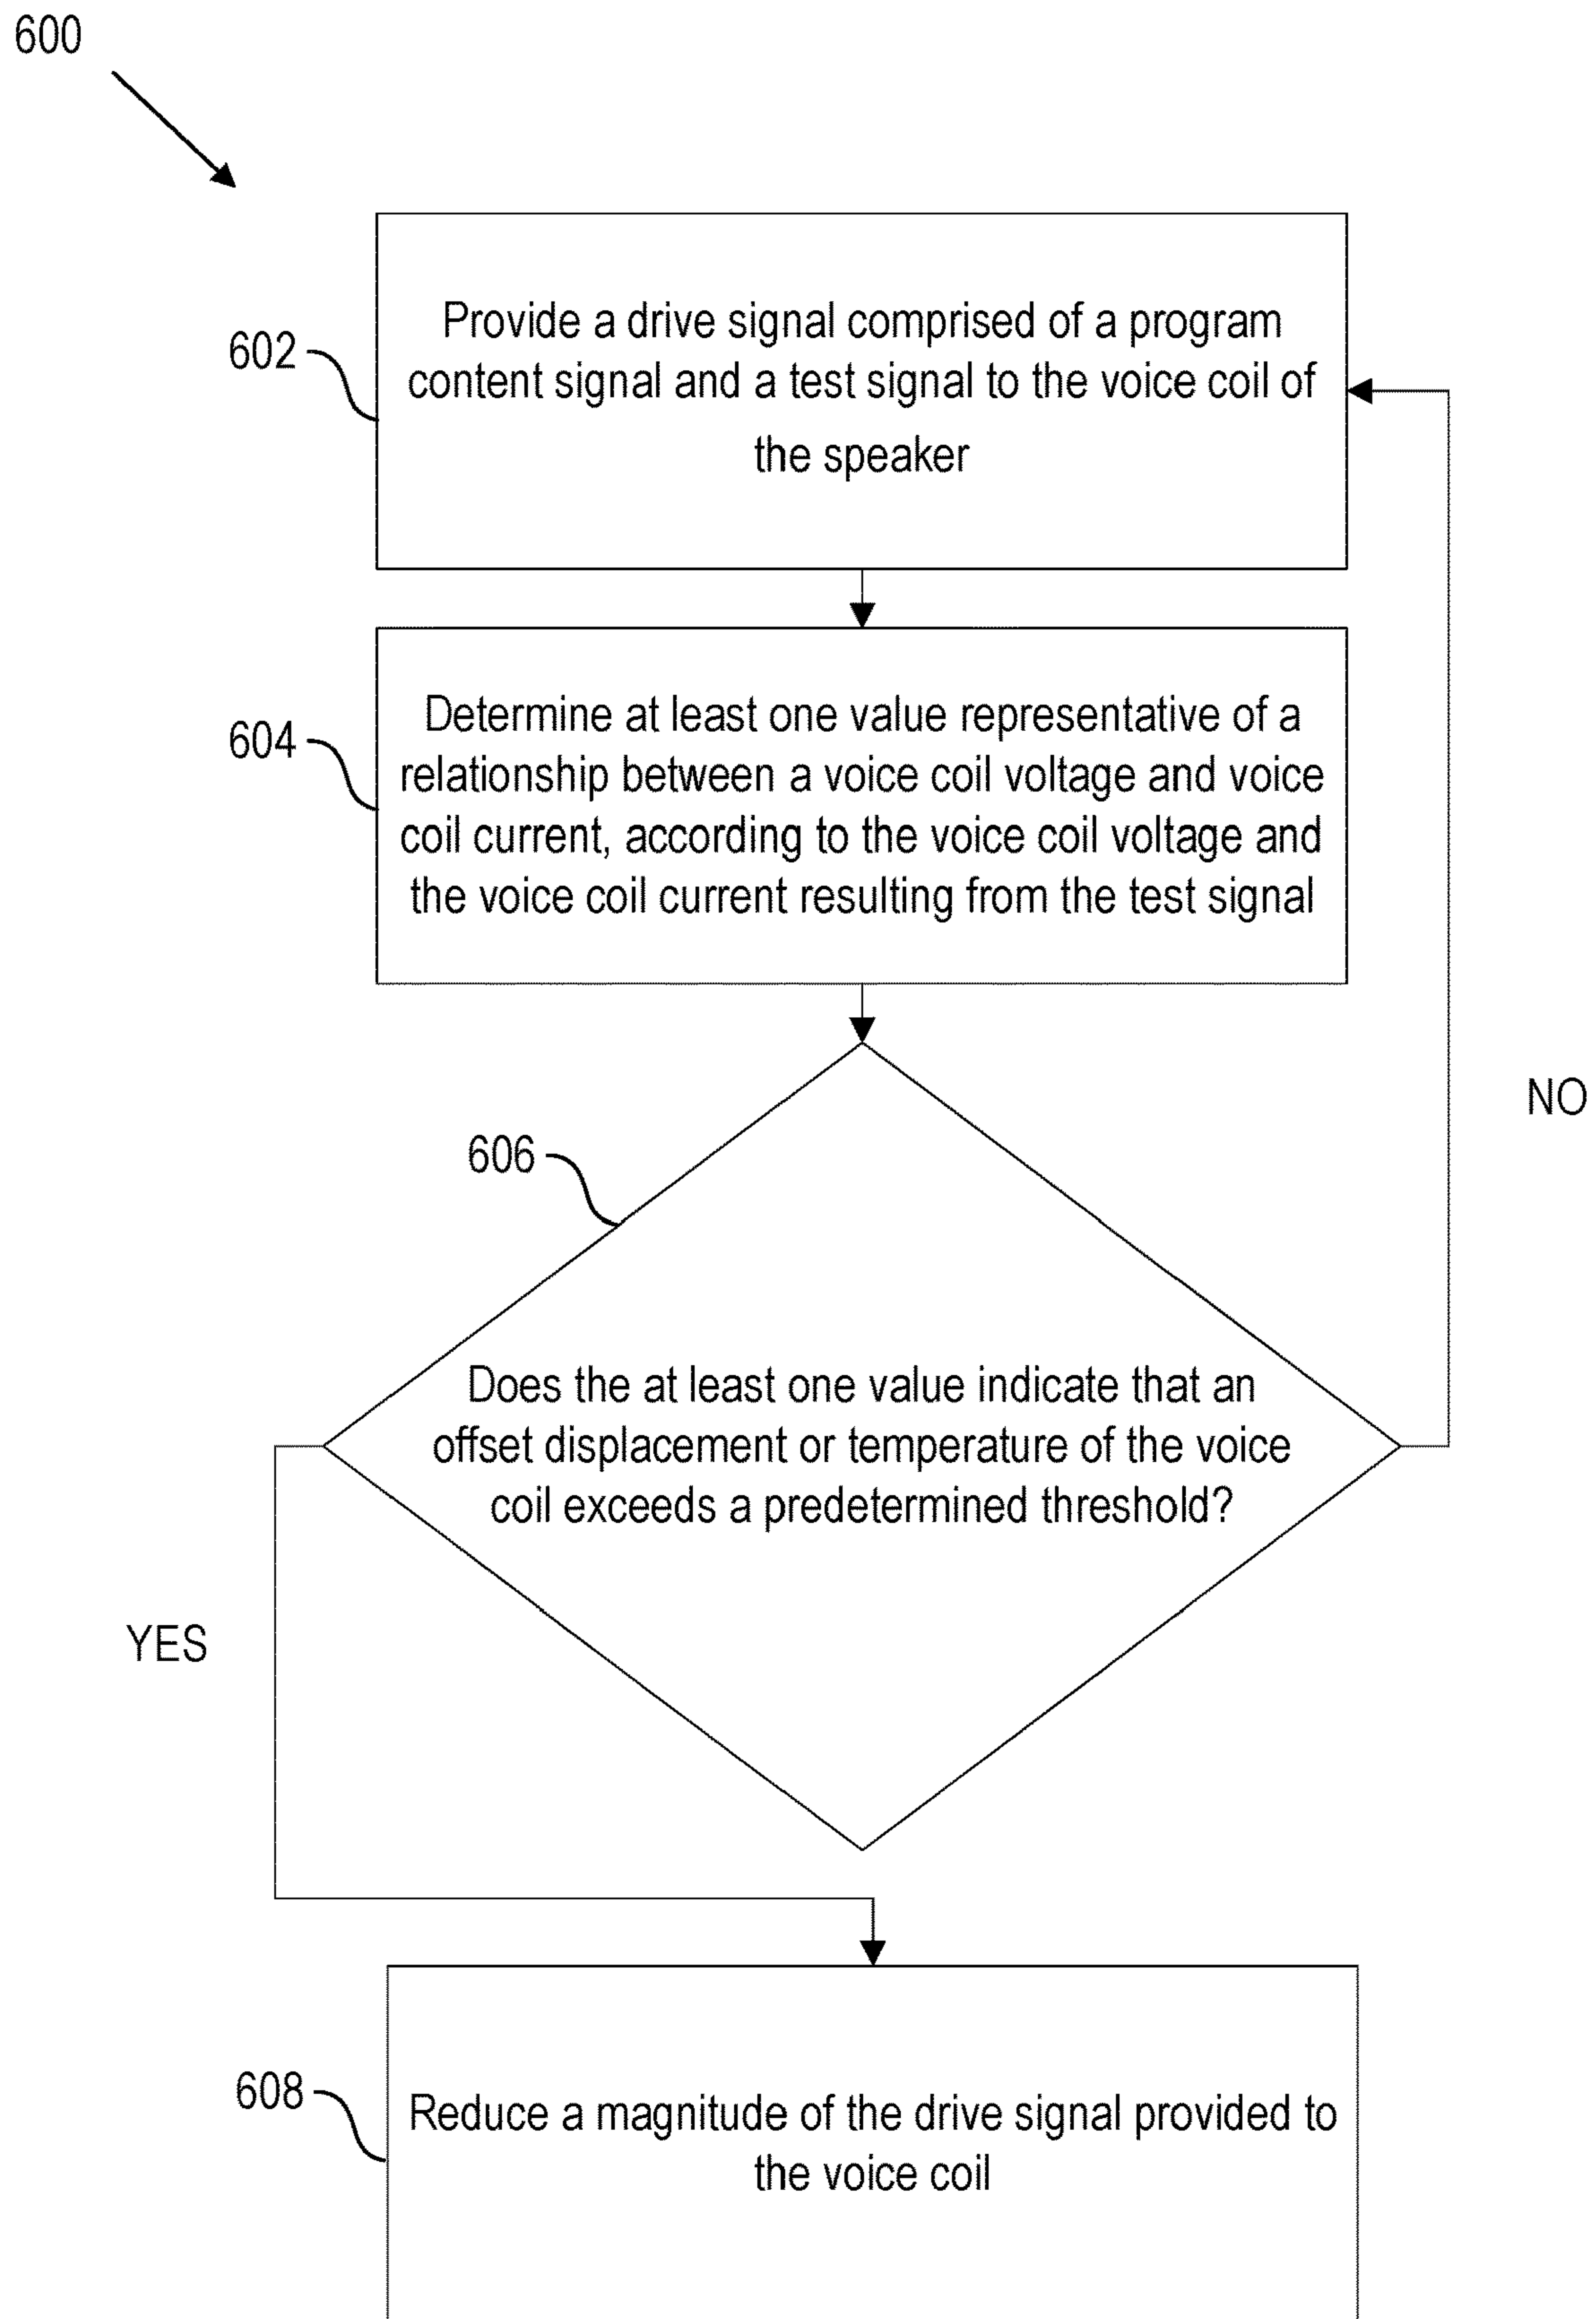 600
602
Provide a drive signal comprised of a program
content signal and a test signal to the voice coil of
the speaker
604
Determine at least one value representative of a
relationship between a voice coil voltage and voice
coil current, according to the voice coil voltage and
the voice coil current resulting from the test signal
NO
606
Does the at least one value indicate that an
offset displacement or temperature of the voice
coil exceeds a predetermined threshold?
YES
608
Reduce a magnitude of the drive signal provided to
the voice coil